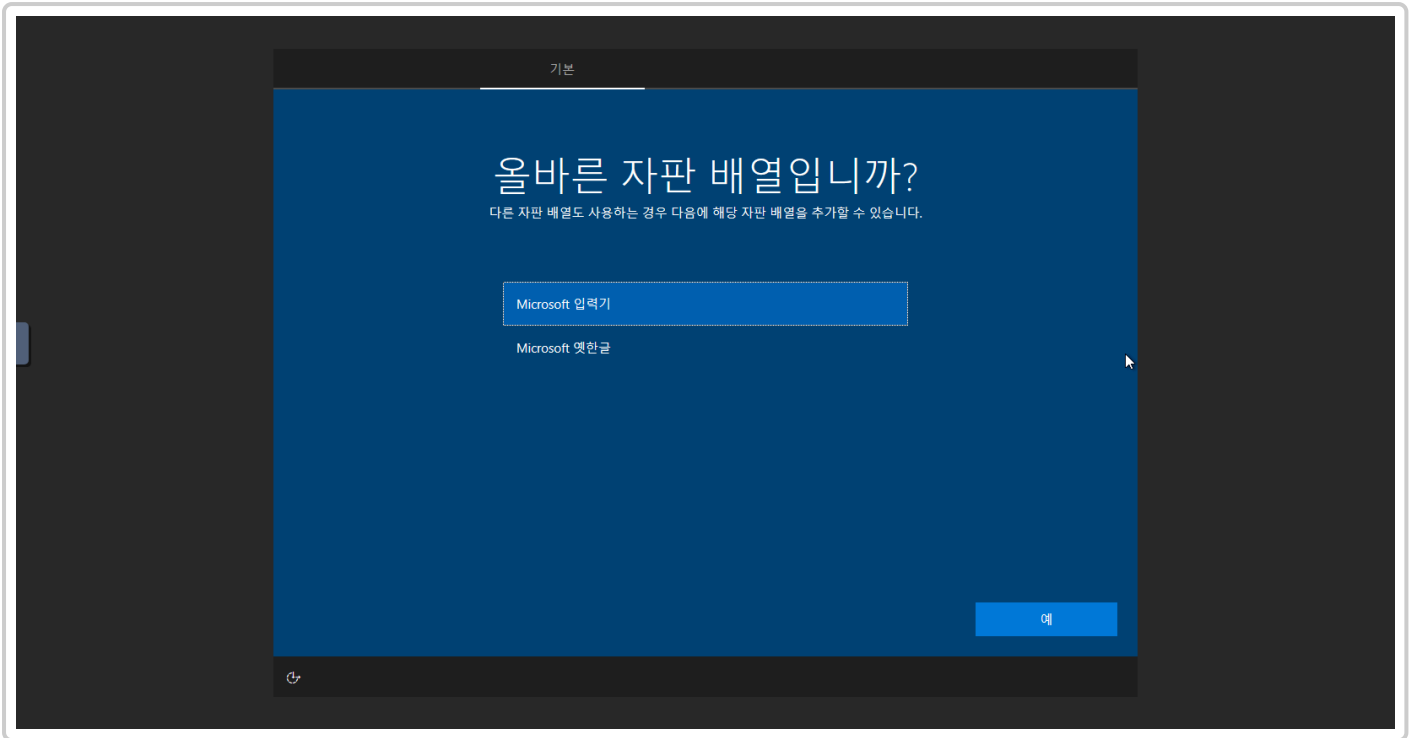 기본
올바른 자판 배열입니까?
다른 자판 배열도 사용하는 경우 다음에 해당 자판 배열을 추가할 수 있습니다.
Microsoft 입력기
Microsoft 옛한글
예